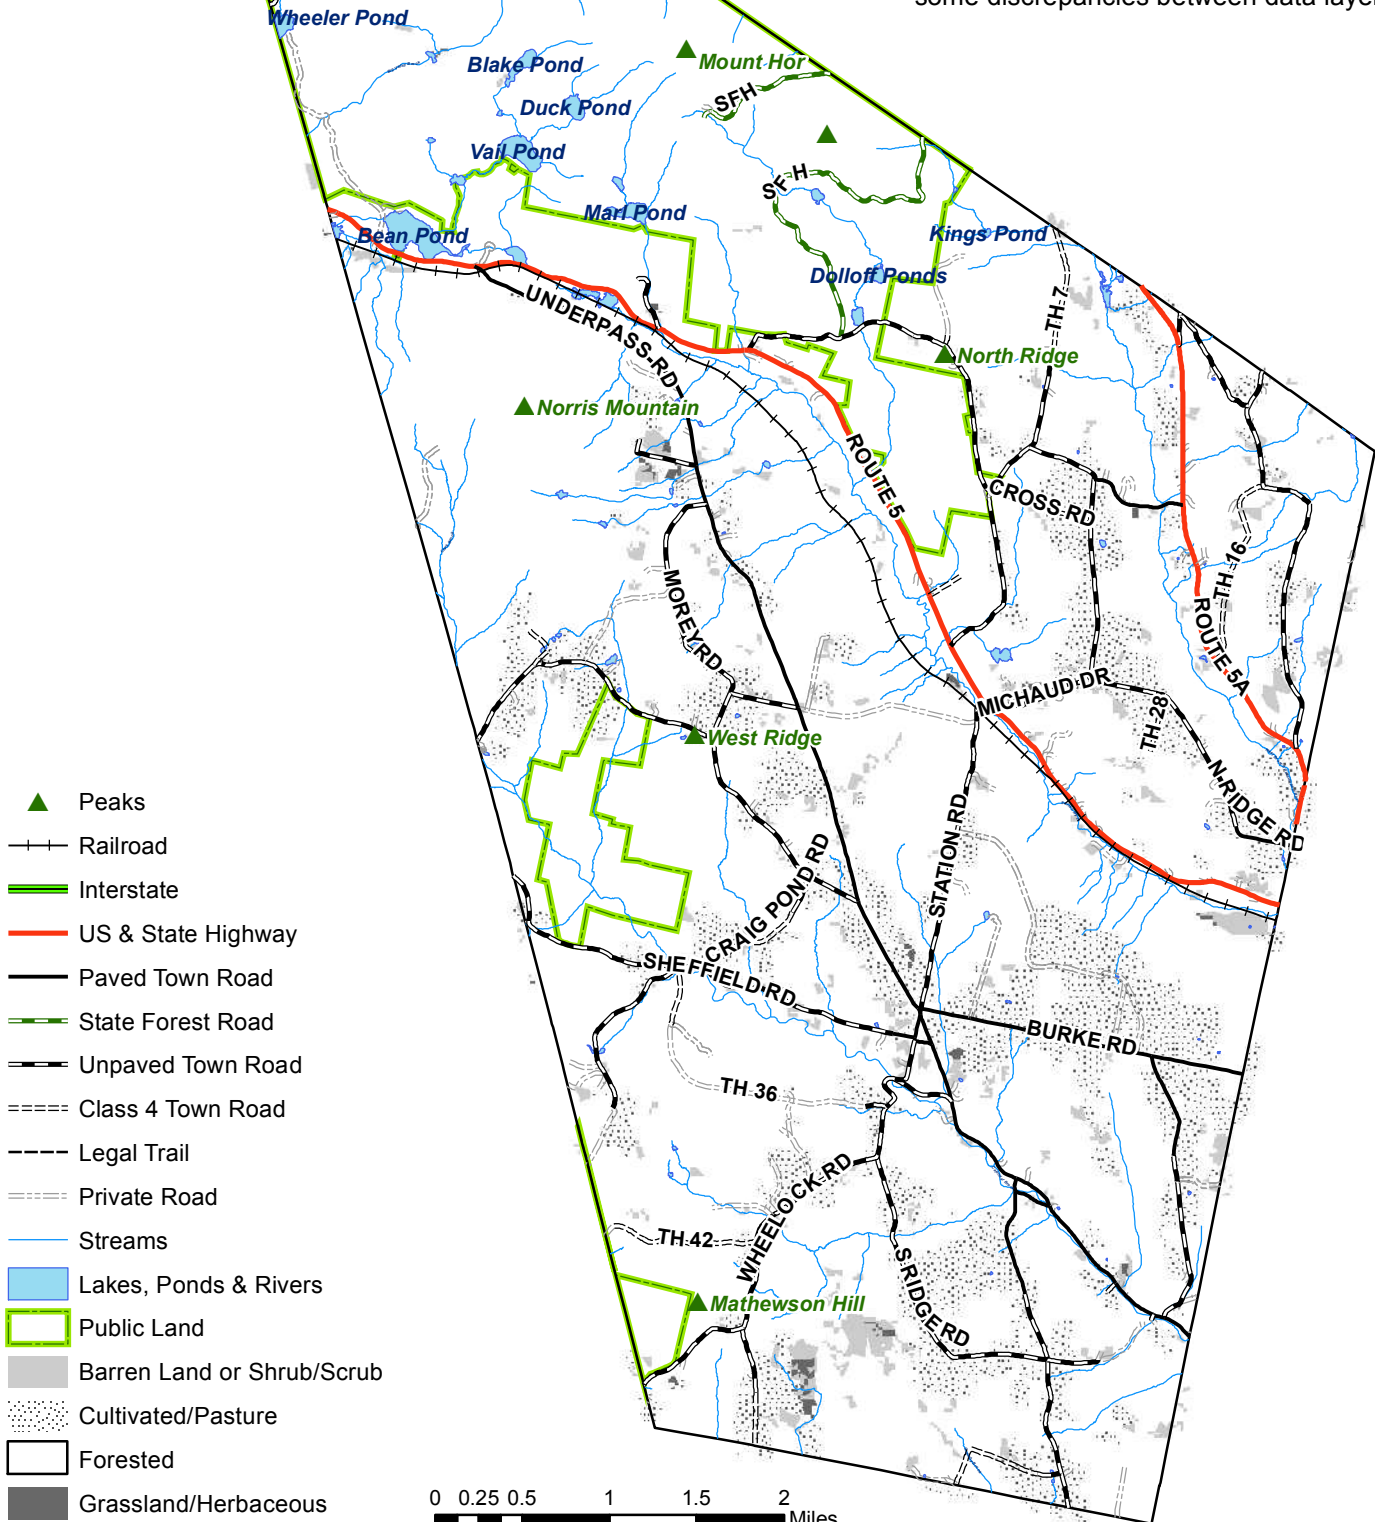 some discrepancies between data layer
Wheeler Pond
Mount Hor
Blake Pond
SFH
Duck Pond
Vail Pond
SFH
Marl Pond
Bean Pond
Kings Pond
Dolloff Ponds
UNDERPASS RD
TH 7
North Ridge
Norris Mountain
ROUTE 5
CROSS RD
TH 16
MOREY RD
ROUTE 5A
MICHAUD DR
TH 28
West Ridge
N RIDGE RD
STATION RD
CRAIG POND RD
SHEFFIELD RD
BURKE RD
TH 36
WHEELOCK RD
TH 42
S RIDGE RD
Mathewson Hill
Peaks
Railroad
Interstate
US & State Highway
Paved Town Road
State Forest Road
Unpaved Town Road
Class 4 Town Road
Legal Trail
Private Road
Streams
Lakes, Ponds & Rivers
Public Land
Barren Land or Shrub/Scrub
Cultivated/Pasture
Forested
Grassland/Herbaceous
0 0.25 0.5 1 1.5 2
Miles